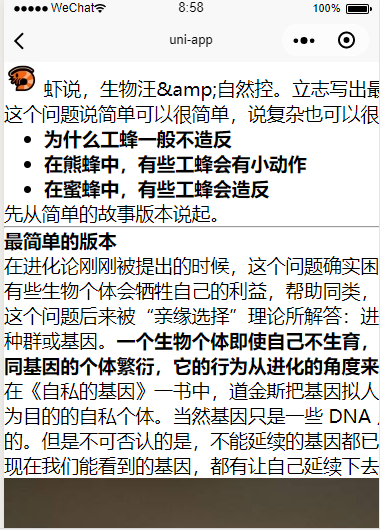 WeChat
8:58
100%
uni-app
虾说，生物汪&amp;自然控。立志写出最
这个问题说简单可以很简单，说复杂也可以很
为什么工蜂一般不造反
在熊蜂中，有些工蜂会有小动作
在蜜蜂中，有些工蜂会造反
先从简单的故事版本说起。
最简单的版本
在进化论刚刚被提出的时候，这个问题确实困
有些生物个体会牺牲自己的利益，帮助同类，
这个问题后来被“亲缘选择”理论所解答：进
种群或基因。一个生物个体即使自己不生育，
同基因的个体繁衍，它的行为从进化的角度来
在《自私的基因》一书中，道金斯把基因拟人
为目的的自私个体。当然基因只是一些 DNA，
的。但是不可否认的是，不能延续的基因都已
现在我们能看到的基因，都有让自己延续下去